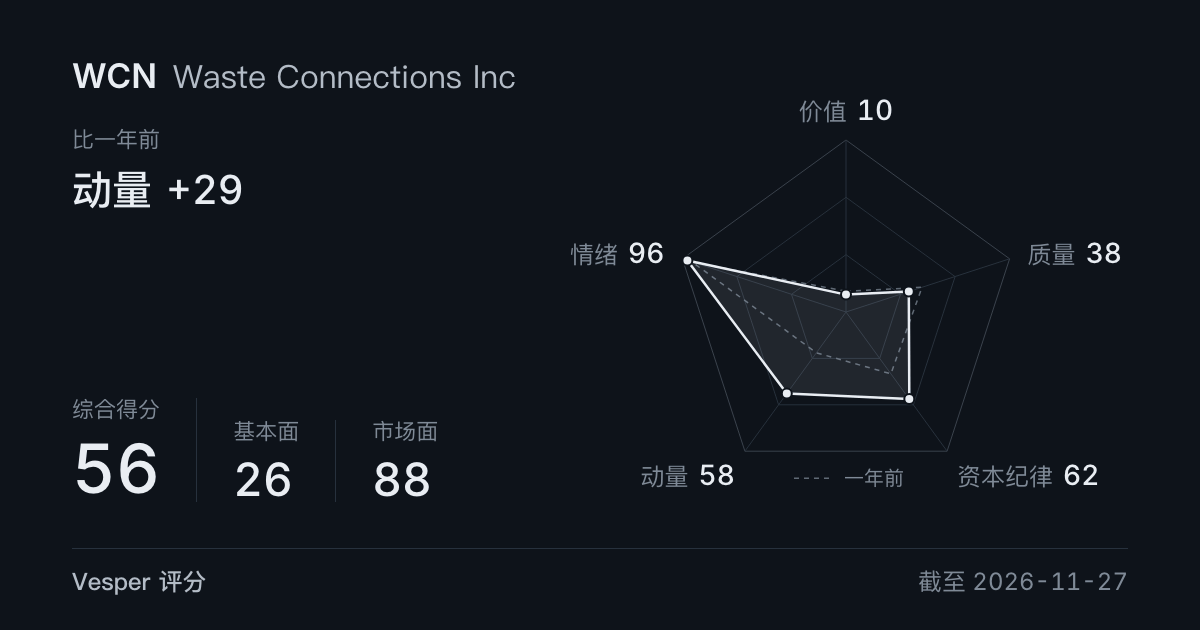 WCN Waste Connections Inc
比一年前
动量 +29
价值 10
情绪 96
质量 38
动量 58
---- 一年前
资本纪律 62
综合得分
56
基本面
26
市场面
88
Vesper 评分
截至 2026-11-27